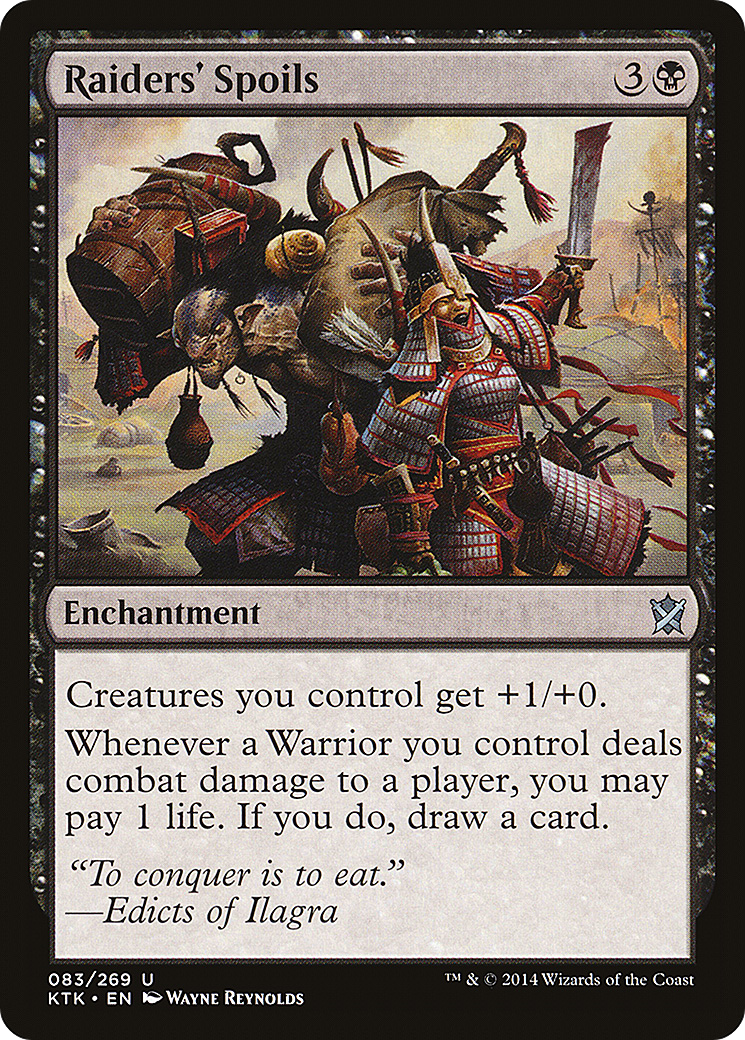 Raiders' Spoils 3
Enchantment
Creatures you control get +1/+0.
Whenever a Warrior you control deals
combat damage to a player, you may
pay 1 life. If you do, draw a card.
“To conquer is to eat.”
—Edicts of Ilagra
083/269 U
KTK • EN Wayne Reynolds
™ & © 2014 Wizards of the Coast